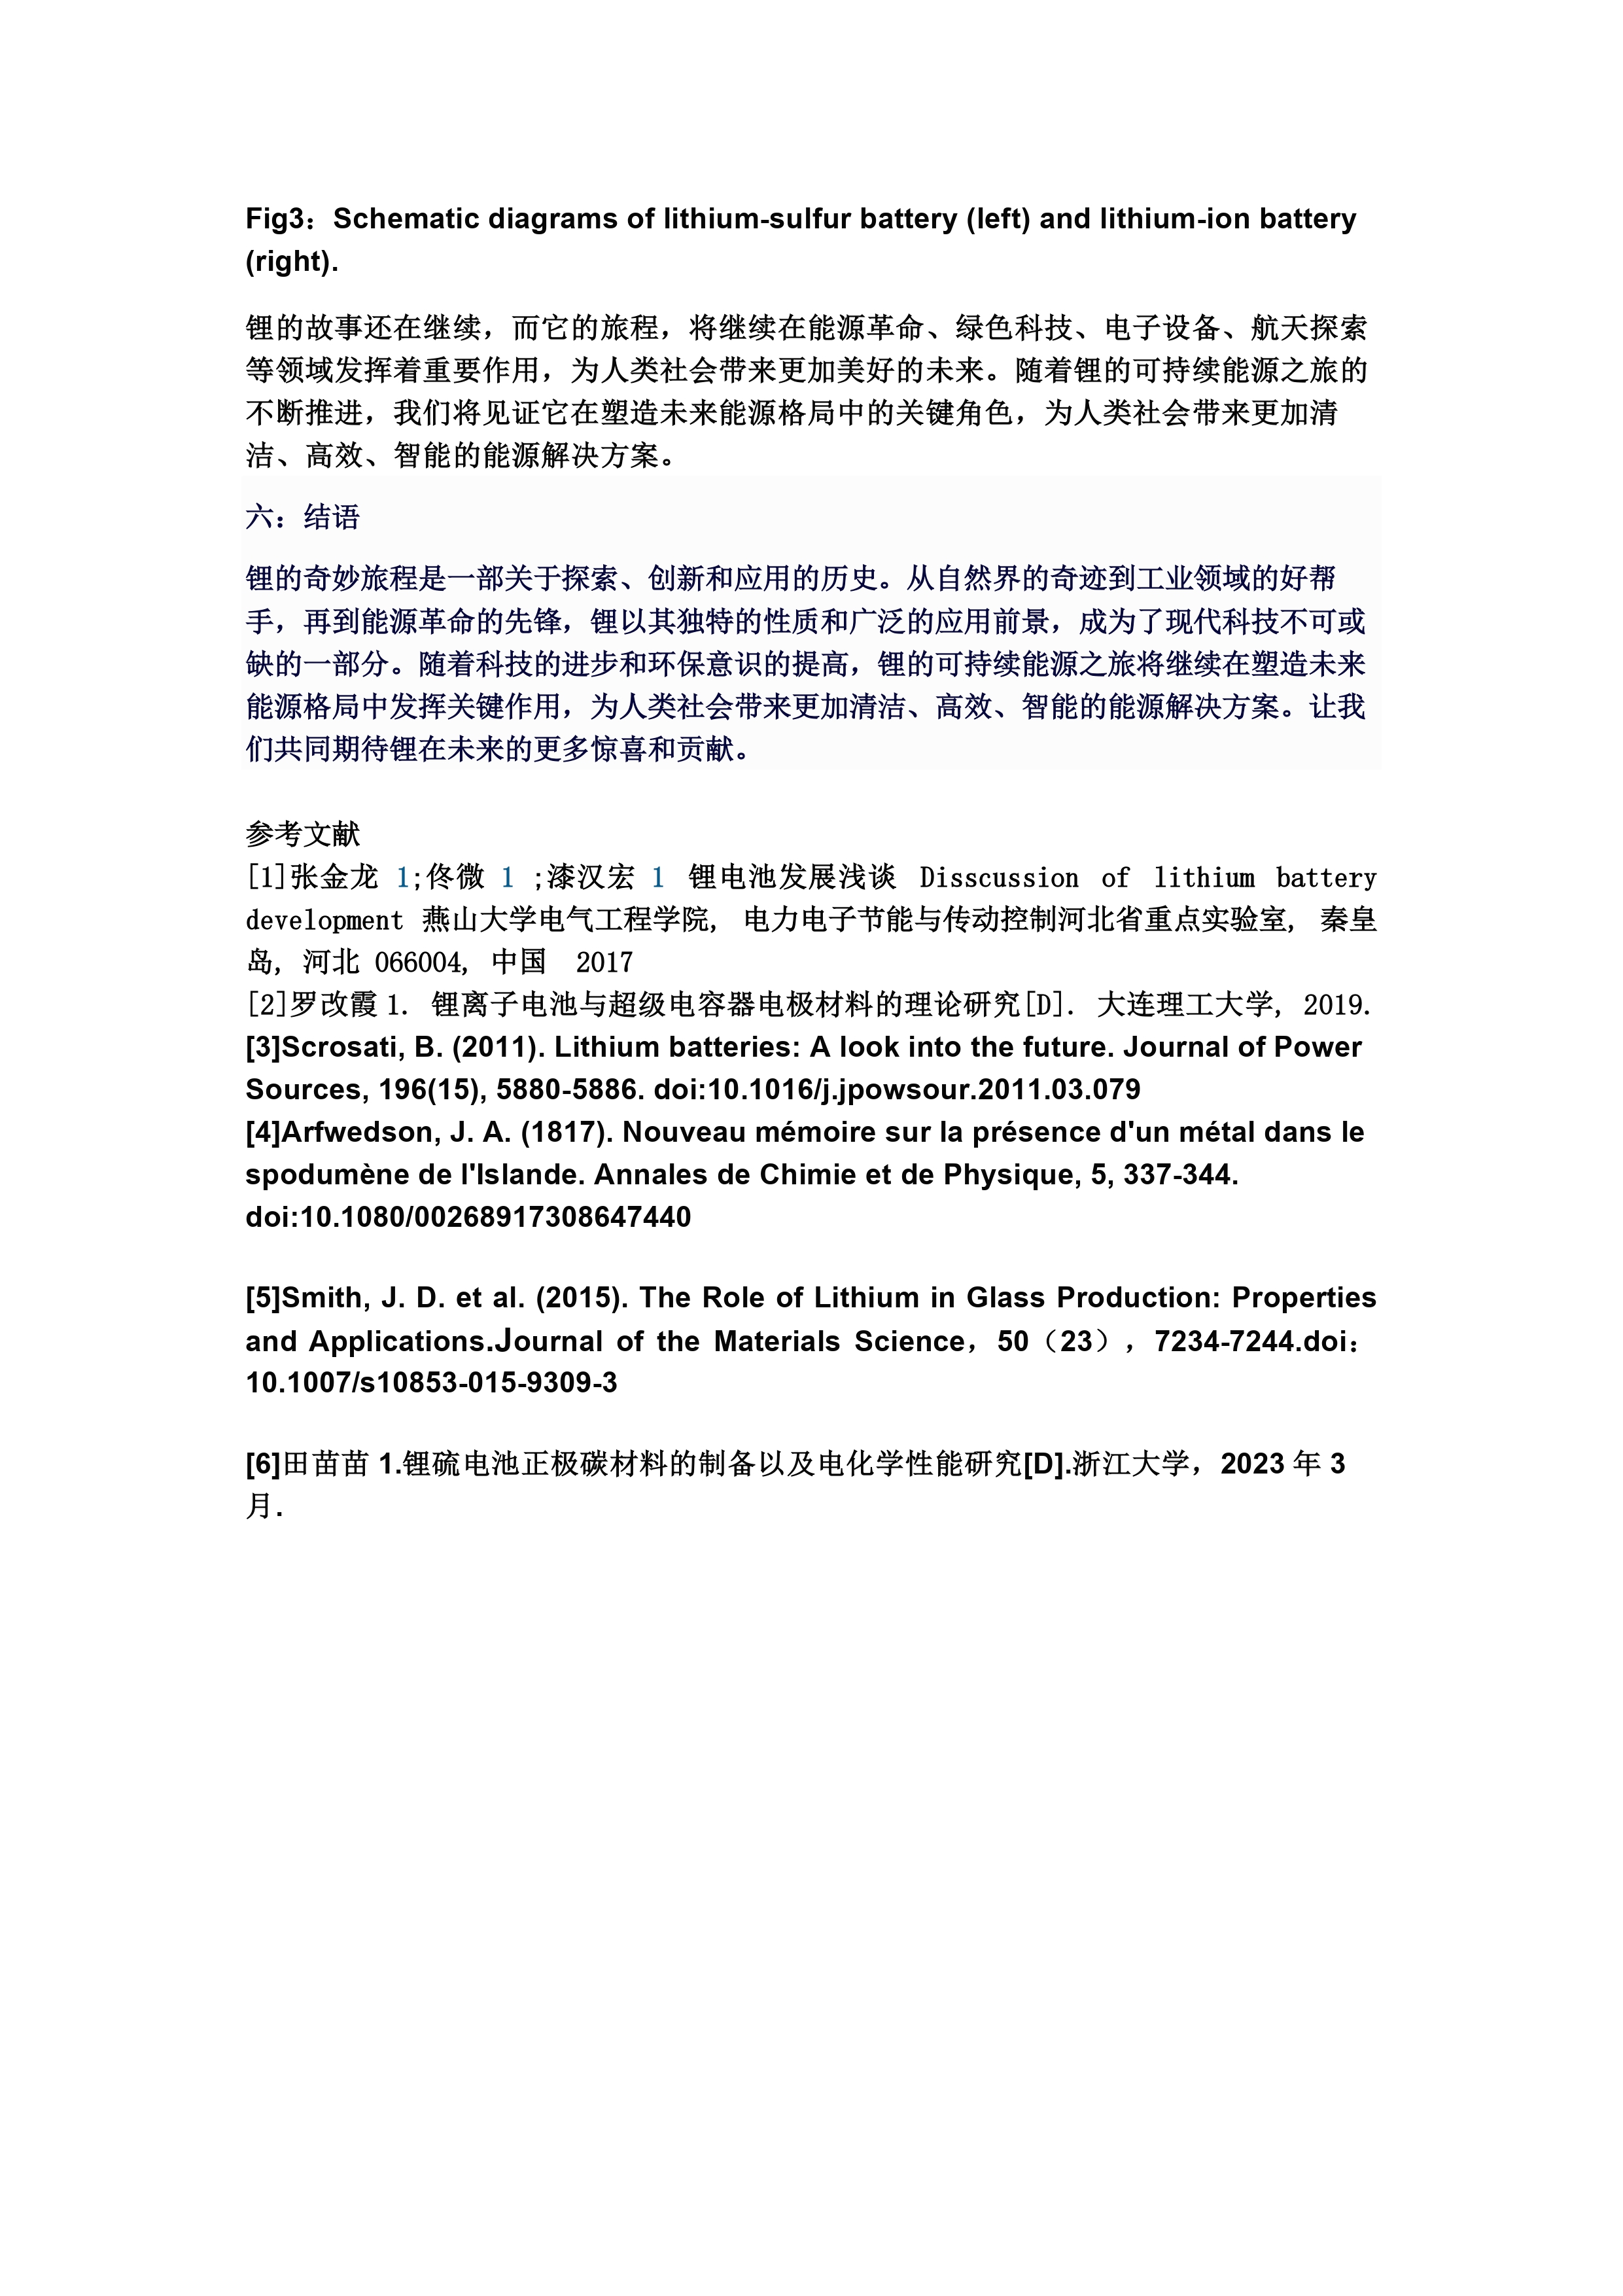 Fig3：Schematic diagrams of lithium-sulfur battery (left) and lithium-ion battery
(right).
锂的故事还在继续，而它的旅程，将继续在能源革命、绿色科技、电子设备、航天探索
等领域发挥着重要作用，为人类社会带来更加美好的未来。随着锂的可持续能源之旅的
不断推进，我们将见证它在塑造未来能源格局中的关键角色，为人类社会带来更加清
洁、高效、智能的能源解决方案。
六：结语
锂的奇妙旅程是一部关于探索、创新和应用的历史。从自然界的奇迹到工业领域的好帮
手，再到能源革命的先锋，锂以其独特的性质和广泛的应用前景，成为了现代科技不可或
缺的一部分。随着科技的进步和环保意识的提高，锂的可持续能源之旅将继续在塑造未来
能源格局中发挥关键作用，为人类社会带来更加清洁、高效、智能的能源解决方案。让我
们共同期待锂在未来的更多惊喜和贡献。
参考文献
[1]张金龙 1;佟微 1 ;漆汉宏 1 锂电池发展浅谈 Disscussion of lithium battery
development 燕山大学电气工程学院, 电力电子节能与传动控制河北省重点实验室, 秦皇
岛, 河北 066004, 中国 2017
[2]罗改霞 1. 锂离子电池与超级电容器电极材料的理论研究[D]. 大连理工大学, 2019.
[3]Scrosati, B. (2011). Lithium batteries: A look into the future. Journal of Power
Sources, 196(15), 5880-5886. doi:10.1016/j.jpowsour.2011.03.079
[4]Arfwedson, J. A. (1817). Nouveau mémoire sur la présence d'un métal dans le
spodumène de l'Islande. Annales de Chimie et de Physique, 5, 337-344.
doi:10.1080/00268917308647440
[5]Smith, J. D. et al. (2015). The Role of Lithium in Glass Production: Properties
and Applications.Journal of the Materials Science，50（23），7234-7244.doi：
10.1007/s10853-015-9309-3
[6]田苗苗 1.锂硫电池正极碳材料的制备以及电化学性能研究[D].浙江大学，2023 年 3
月.